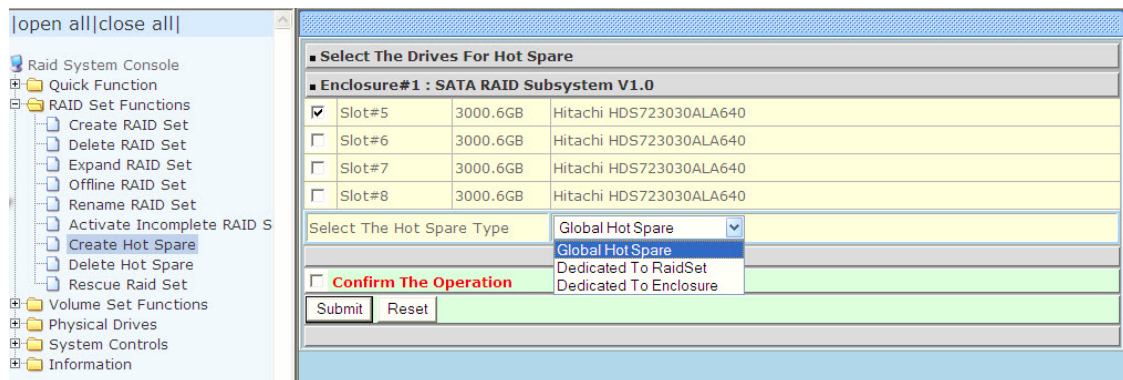 |open all|close all|
Raid System Console
Quick Function
RAID Set Functions
Create RAID Set
Delete RAID Set
Expand RAID Set
Offline RAID Set
Rename RAID Set
Activate Incomplete RAID S
Create Hot Spare
Delete Hot Spare
Rescue Raid Set
Volume Set Functions
Physical Drives
System Controls
Information
Select The Drives For Hot Spare
Enclosure#1 : SATA RAID Subsystem V1.0
Slot#5 3000.6GB Hitachi HDS723030ALA640
Slot#6 3000.6GB Hitachi HDS723030ALA640
Slot#7 3000.6GB Hitachi HDS723030ALA640
Slot#8 3000.6GB Hitachi HDS723030ALA640
Select The Hot Spare Type Global Hot Spare
Global Hot Spare
Dedicated To RaidSet
Dedicated To Enclosure
Confirm The Operation
Submit Reset